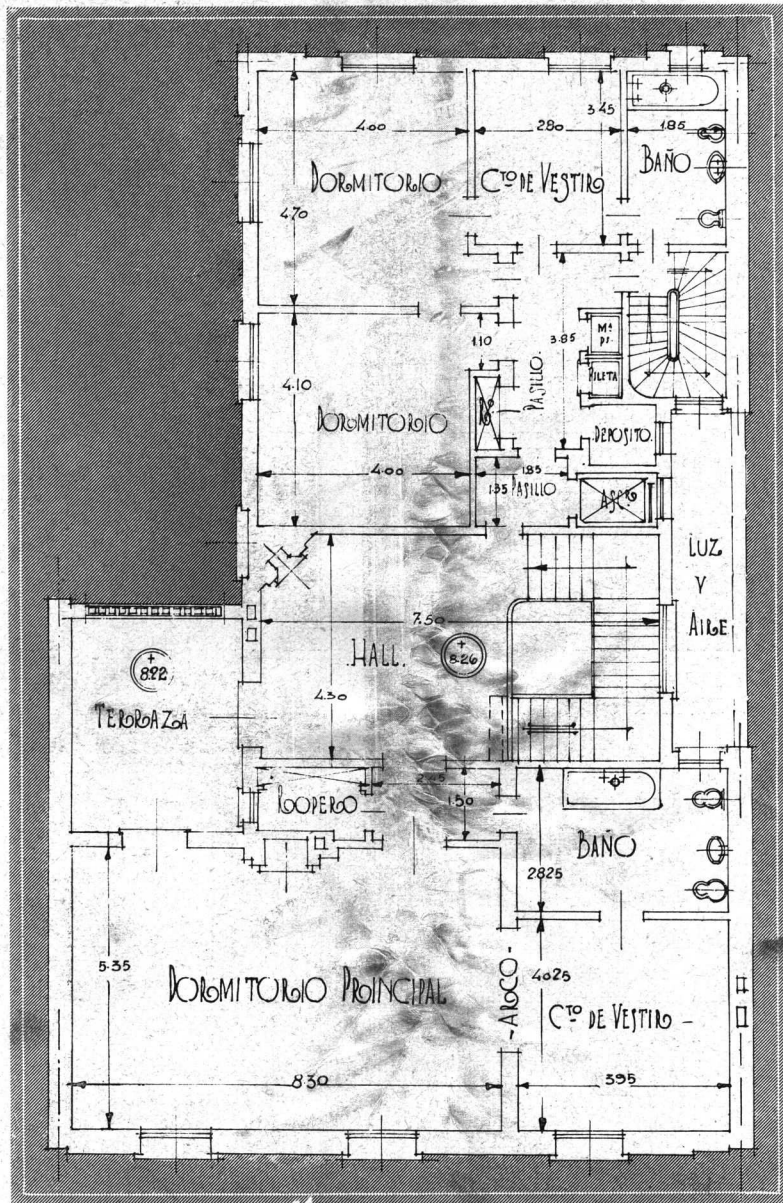 3.45
4.00
2.80
1.85
DORMITORIO
CTO DE VESTIR
BAÑO
4.70
1.10
3.85
Mª
PILETA
4.10
PASILLO.
DORMITORIO
DEPOSITO.
4.00
1.85
1.35
PASILLO
ASCR
LUZ
Y
AIRE
7.50
HALL.
8.26
8.22
4.30
TERRAZA
2.45
ROPERO
1.50
BAÑO
2825
5.35
4.025
DORMITORIO PRINCIPAL
-ARCO-
CTO DE VESTIR -
8.30
3.95